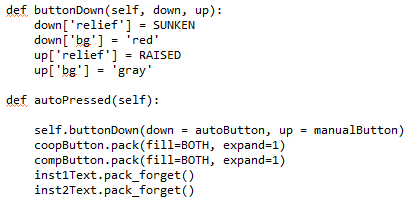 def buttonDown(self, down, up):
    down['relief'] = SUNKEN
    down['bg'] = 'red'
    up['relief'] = RAISED
    up['bg'] = 'gray'
def autoPressed(self):
    self.buttonDown(down = autoButton, up = manualButton)
    coopButton.pack(fill=BOTH, expand=1)
    compButton.pack(fill=BOTH, expand=1)
    inst1Text.pack_forget()
    inst2Text.pack_forget()